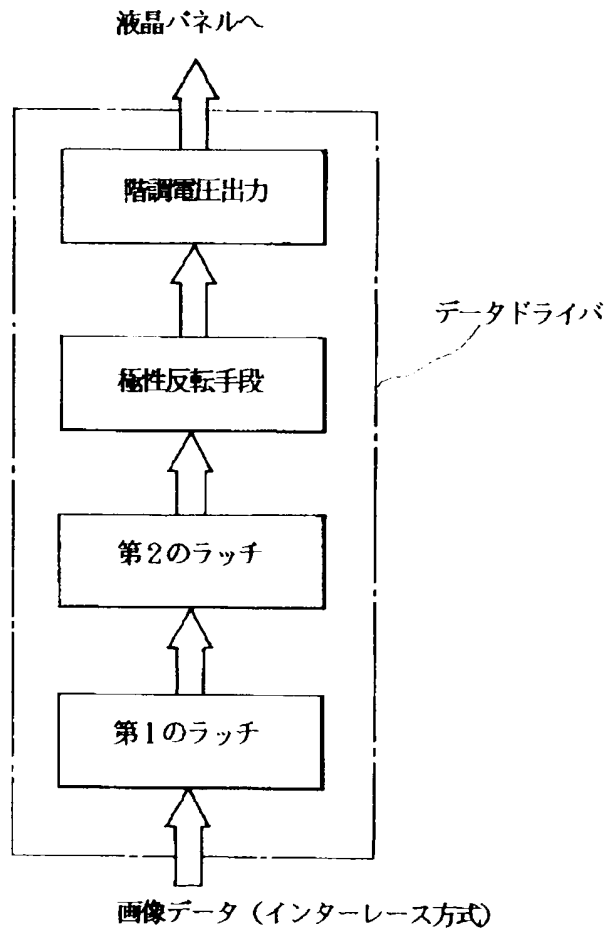 液晶パネルへ
階調電圧出力
データドライバ
極性反転手段
第2のラッチ
第1のラッチ
画像データ(インターレース方式)